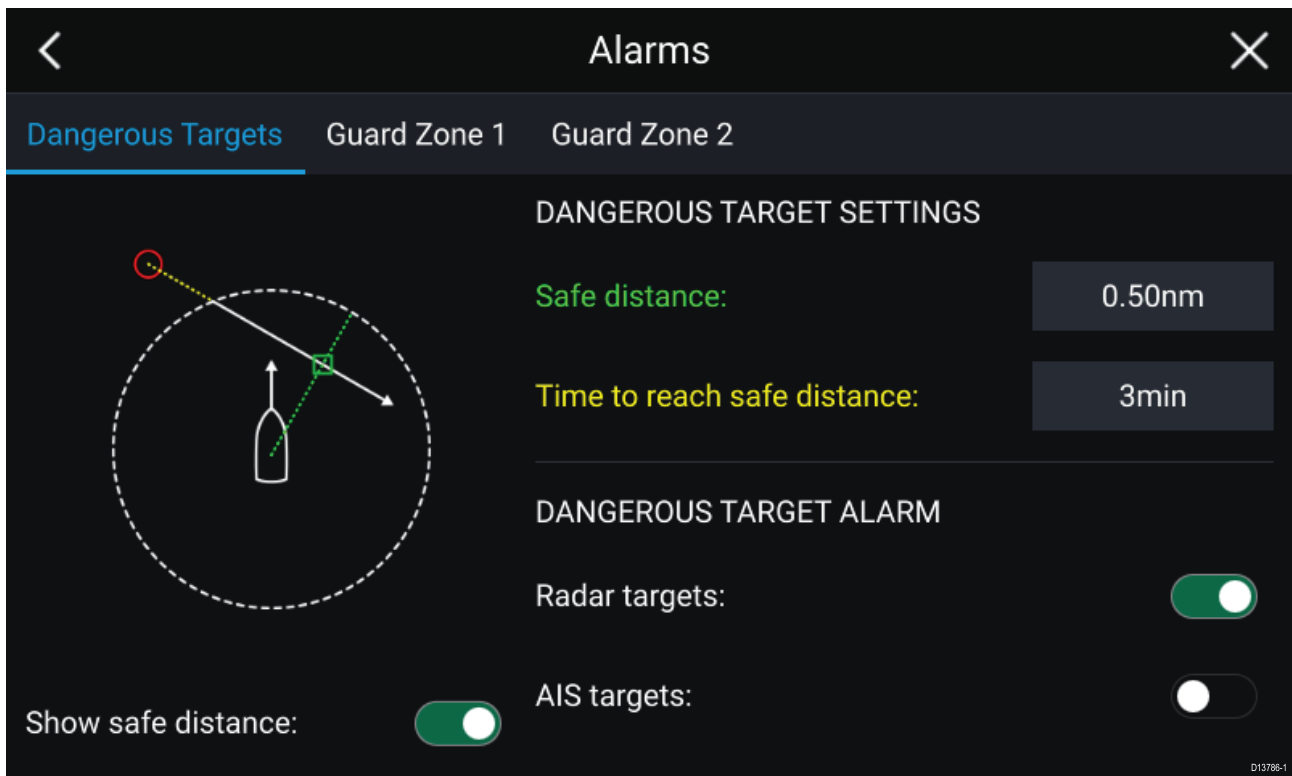 Alarms
Dangerous Targets Guard Zone 1 Guard Zone 2
DANGEROUS TARGET SETTINGS
Safe distance: 0.50nm
Time to reach safe distance: 3min
DANGEROUS TARGET ALARM
Radar targets:
AIS targets:
Show safe distance:
D13786-1